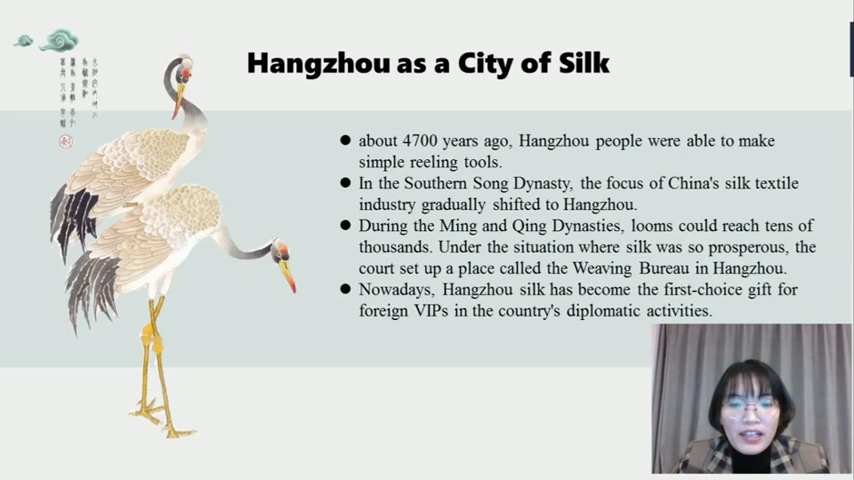 Hangzhou as a City of Silk
● about 4700 years ago, Hangzhou people were able to make
simple reeling tools.
● In the Southern Song Dynasty, the focus of China's silk textile
industry gradually shifted to Hangzhou.
● During the Ming and Qing Dynasties, looms could reach tens of
thousands. Under the situation where silk was so prosperous, the
court set up a place called the Weaving Bureau in Hangzhou.
● Nowadays, Hangzhou silk has become the first-choice gift for
foreign VIPs in the country's diplomatic activities.